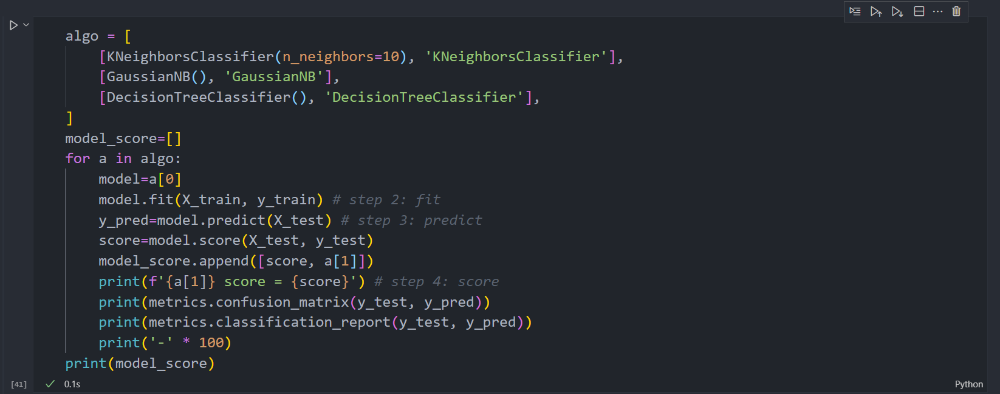 algo = [
    [KNeighborsClassifier(n_neighbors=10), 'KNeighborsClassifier'],
    [GaussianNB(), 'GaussianNB'],
    [DecisionTreeClassifier(), 'DecisionTreeClassifier'],
]
model_score=[]
for a in algo:
    model=a[0]
    model.fit(X_train, y_train) # step 2: fit
    y_pred=model.predict(X_test) # step 3: predict
    score=model.score(X_test, y_test)
    model_score.append([score, a[1]])
    print(f'{a[1]} score = {score}') # step 4: score
    print(metrics.confusion_matrix(y_test, y_pred))
    print(metrics.classification_report(y_test, y_pred))
    print('-' * 100)
print(model_score)
[41] 0.1s Python